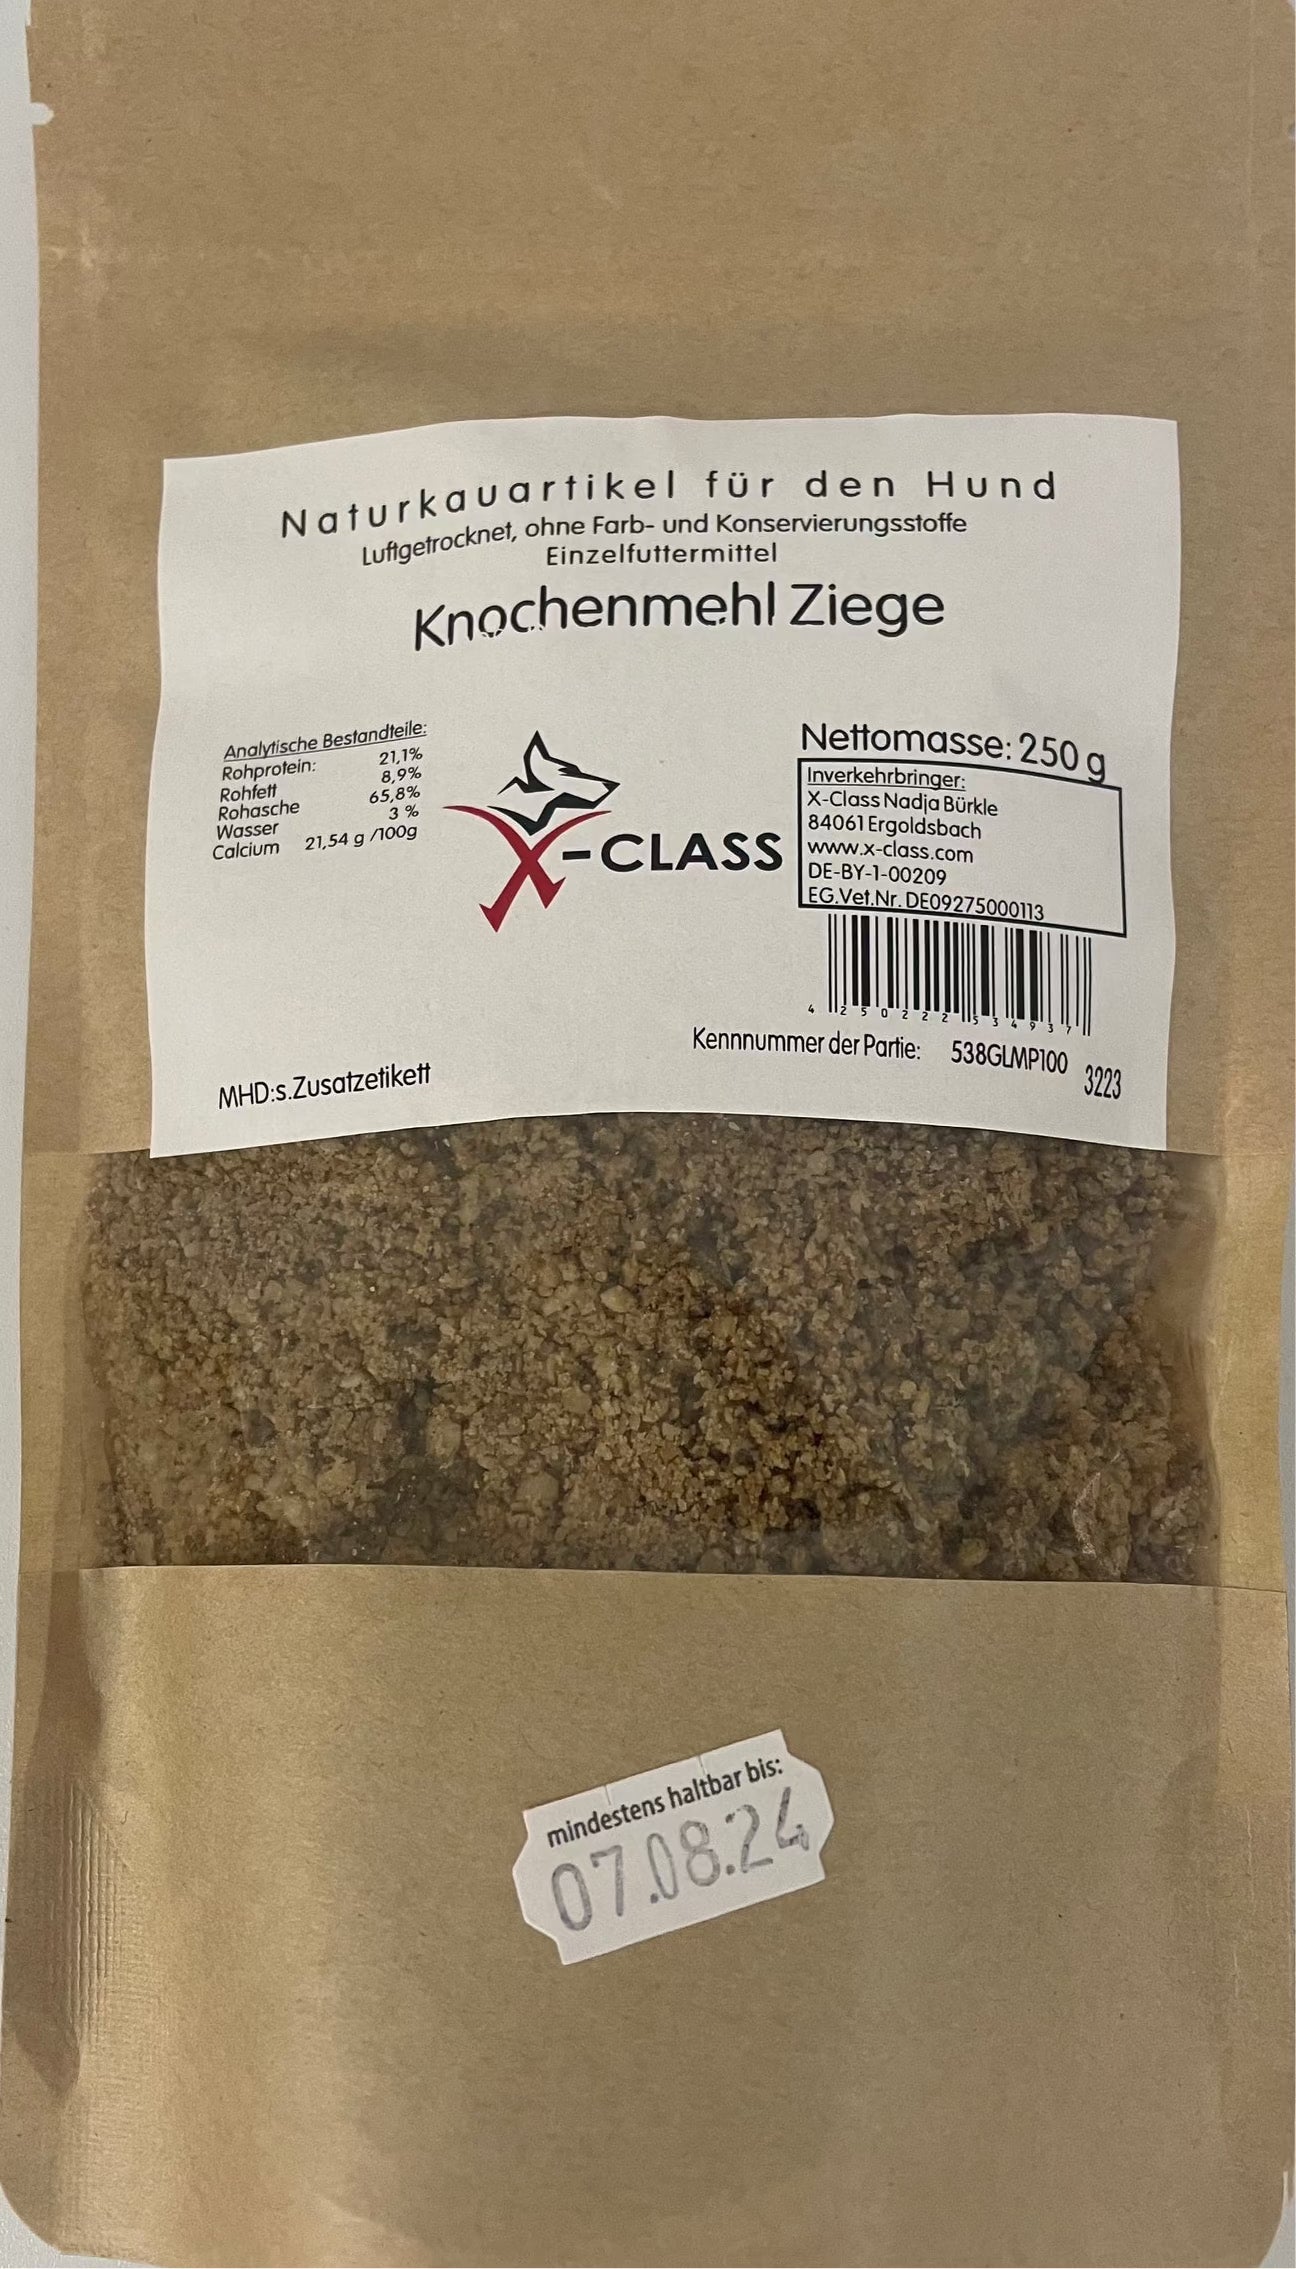 Naturkauartikel für den Hund
Luftgetrocknet, ohne Farb- und Konservierungsstoffe
Einzelfuttermittel
Knochenmehl Ziege
Analytische Bestandteile:
Rohprotein: 21,1%
Rohfett 8,9%
Rohasche 65,8%
Wasser 3 %
Calcium 21,54 g /100g
X-CLASS
Nettomasse: 250 g
Inverkehrbringer:
X-Class Nadja Bürkle
84061 Ergoldsbach
www.x-class.com
DE-BY-1-00209
EG.Vet.Nr. DE09275000113
4 250222 534937
Kennnummer der Partie: 538GLMP100 3223
MHD:s.Zusatzetikett
mindestens haltbar bis:
07.08.24